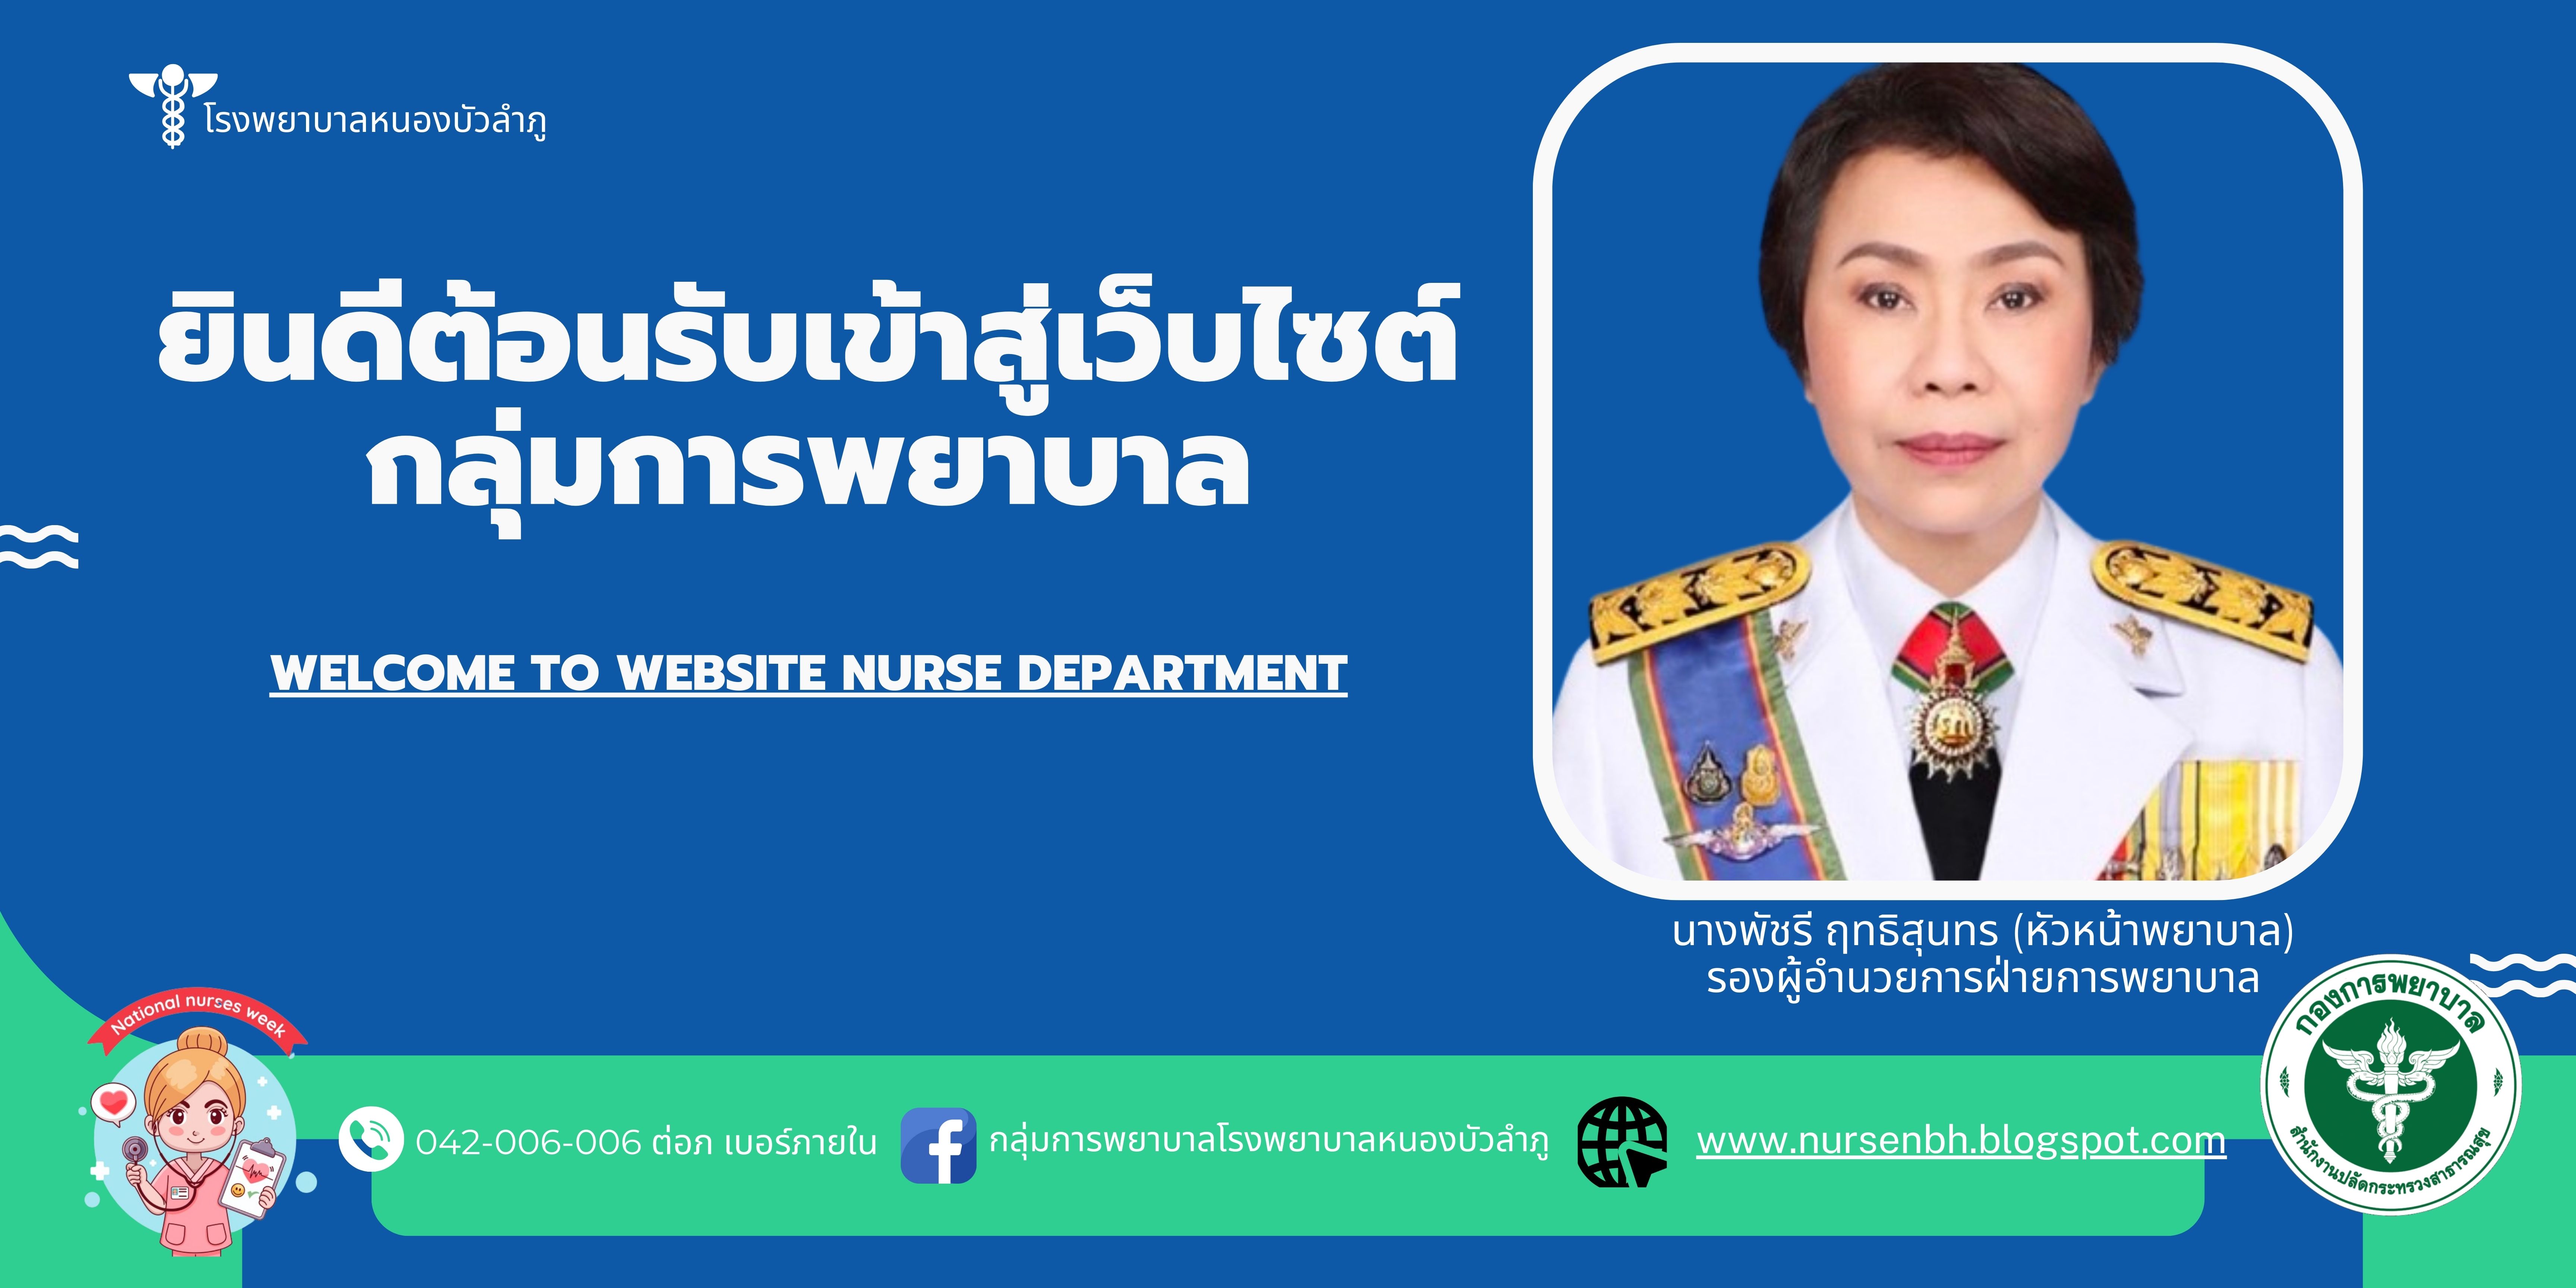 โรงพยาบาลหนองบัวลำภู
ยินดีต้อนรับเข้าสู่เว็บไซต์
กลุ่มการพยาบาล
WELCOME TO WEBSITE NURSE DEPARTMENT
นางพัชรี ฤทธิสุนทร (หัวหน้าพยาบาล)
รองผู้อำนวยการฝ่ายการพยาบาล
National nurses week
042-006-006 ต่อภ เบอร์ภายใน
กลุ่มการพยาบาลโรงพยาบาลหนองบัวลำภู
www.nursenbh.blogspot.com
กองการพยาบาล
สำนักงานปลัดกระทรวงสาธารณสุข